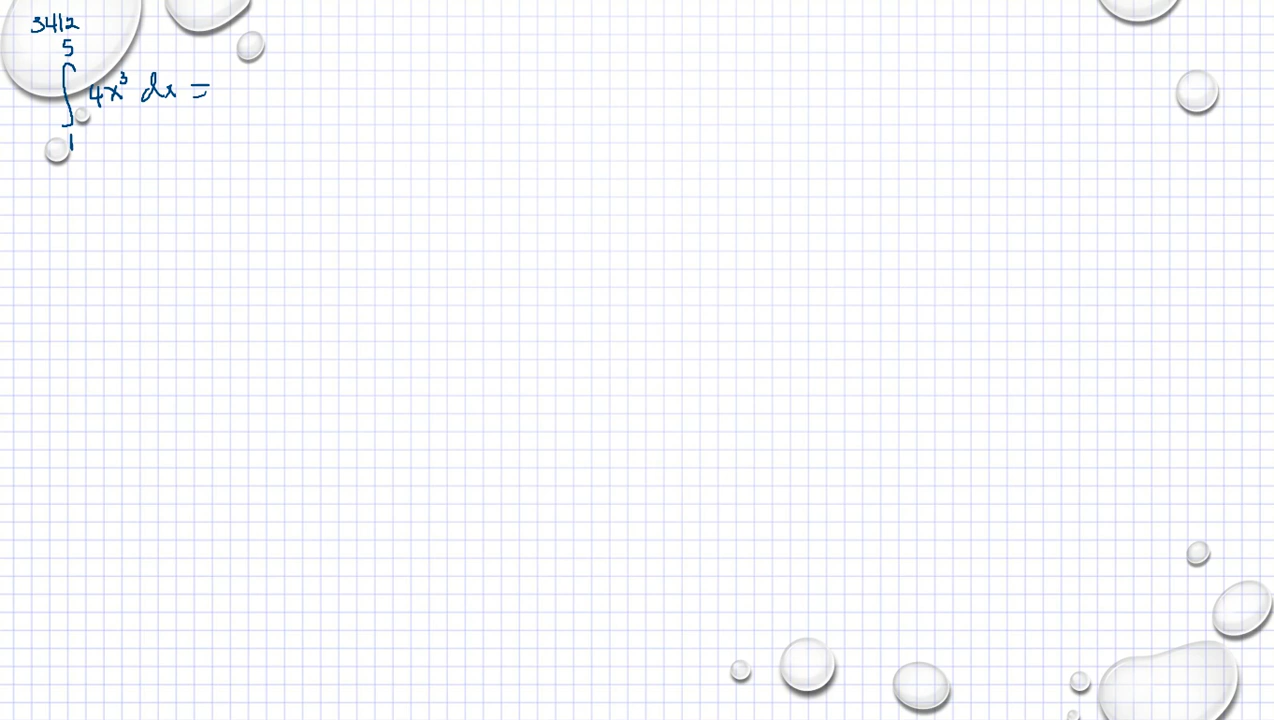 3412
5
∫ 4x³ dx =
1